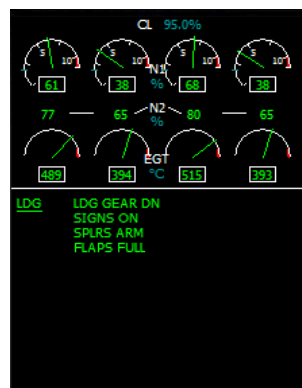 CL 95.0%
5 10 5 10 5 10 5 10
61 38 N1 % 68 38
77 65 N2 % 80 65
489 394 EGT °C 515 393
LDG LDG GEAR DN
SIGNS ON
SPLRS ARM
FLAPS FULL